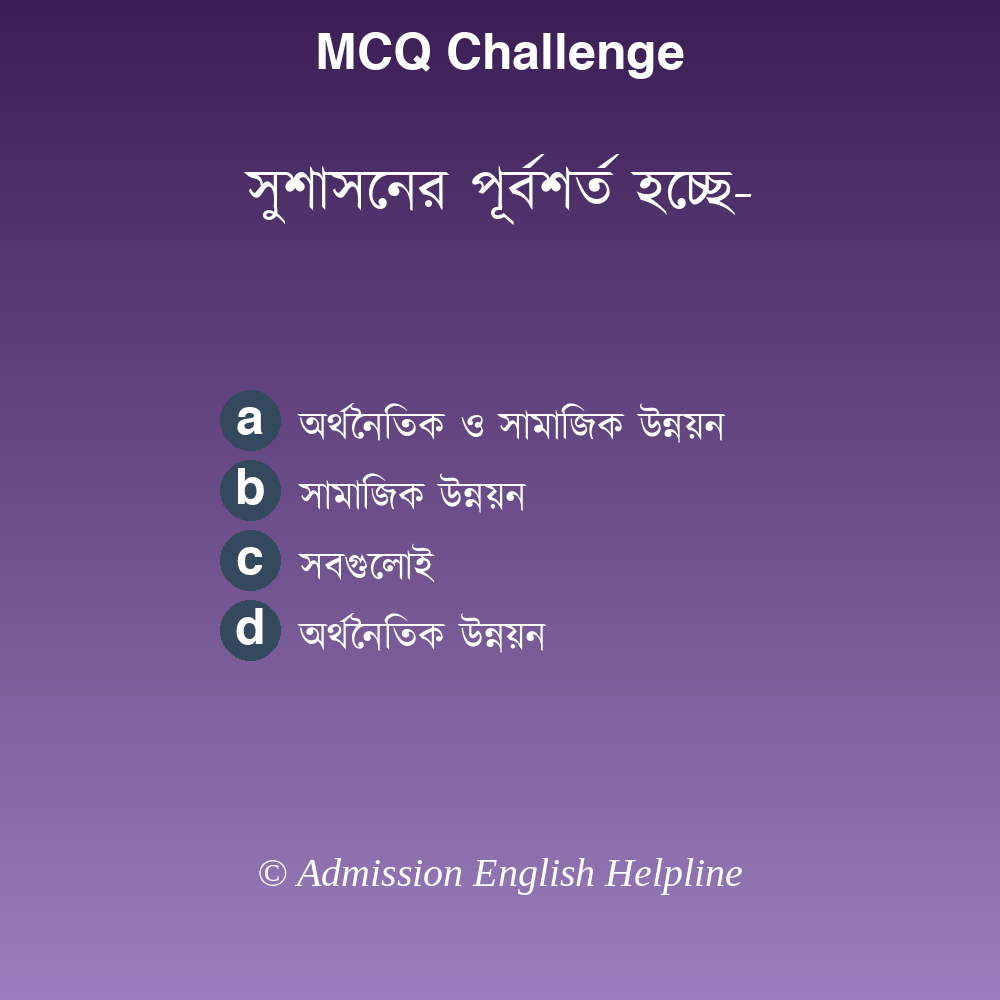 MCQ Challenge
সুশাসনের পূর্বশর্ত হচ্ছে-
a অর্থনৈতিক ও সামাজিক উন্নয়ন
b সামাজিক উন্নয়ন
c সবগুলোই
d অর্থনৈতিক উন্নয়ন
© Admission English Helpline